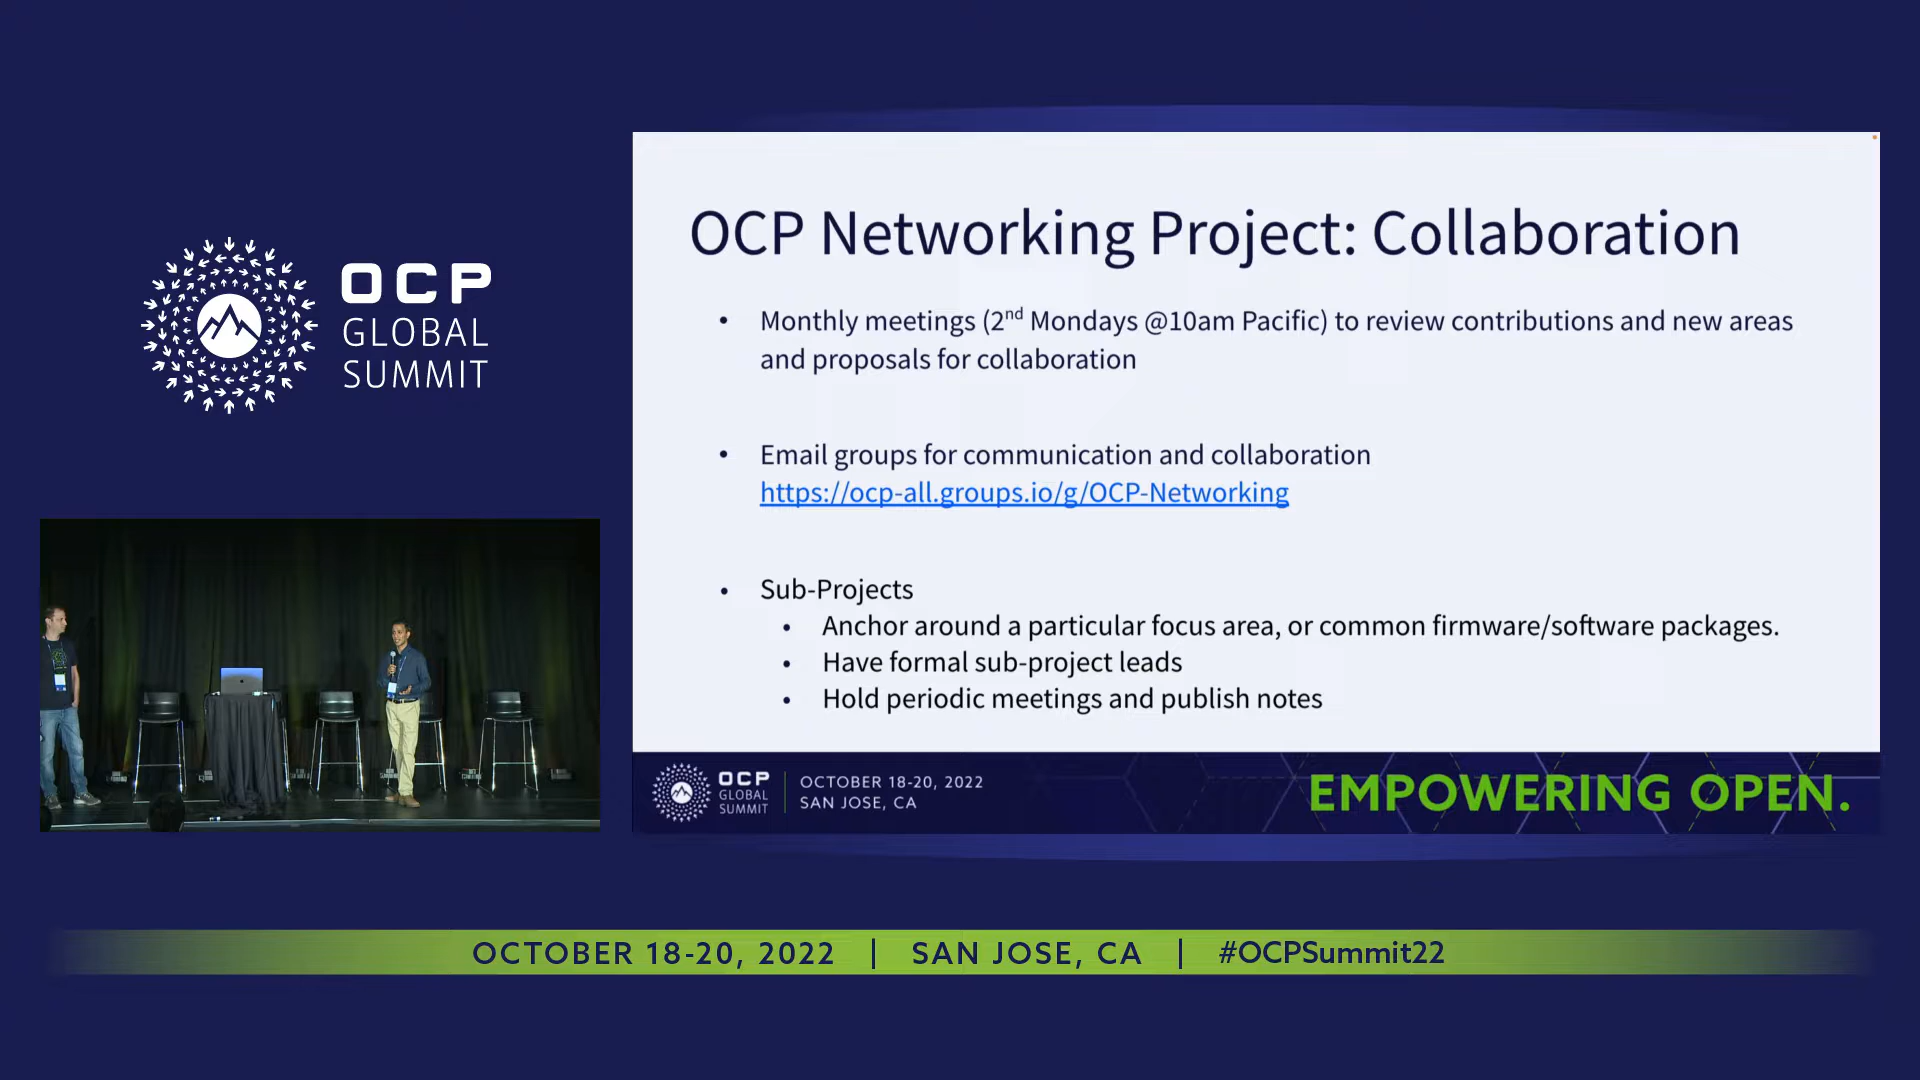 OCP
GLOBAL
SUMMIT
OCP Networking Project: Collaboration
• Monthly meetings (2nd Mondays @10am Pacific) to review contributions and new areas
and proposals for collaboration
• Email groups for communication and collaboration
https://ocp-all.groups.io/g/OCP-Networking
• Sub-Projects
• Anchor around a particular focus area, or common firmware/software packages.
• Have formal sub-project leads
• Hold periodic meetings and publish notes
OCP
GLOBAL
SUMMIT
OCTOBER 18-20, 2022
SAN JOSE, CA
EMPOWERING OPEN.
OCTOBER 18-20, 2022 | SAN JOSE, CA | #OCPSummit22